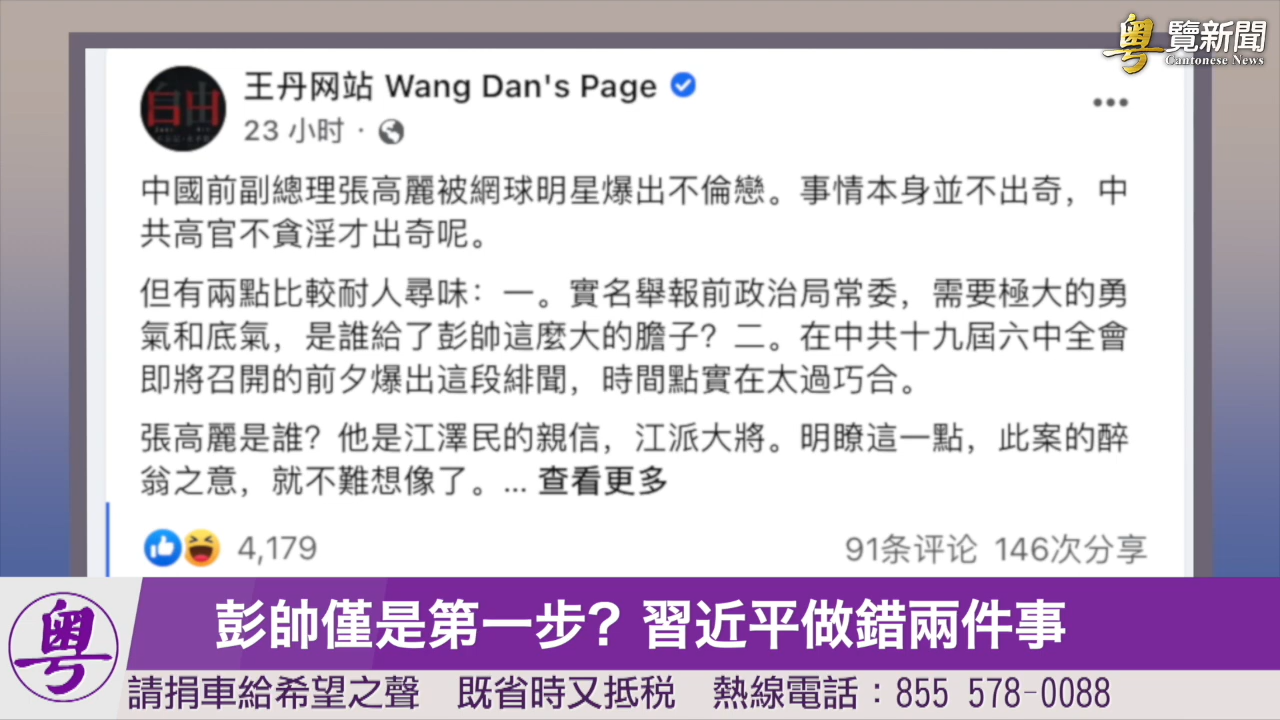 粵覽新聞
Cantonese News
自由
王丹网站 Wang Dan's Page
23 小时 ·
中國前副總理張高麗被網球明星爆出不倫戀。事情本身並不出奇，中
共高官不貪淫才出奇呢。
但有兩點比較耐人尋味：一。實名舉報前政治局常委，需要極大的勇
氣和底氣，是誰給了彭帥這麼大的膽子？二。在中共十九屆六中全會
即將召開的前夕爆出這段緋聞，時間點實在太過巧合。
張高麗是誰？他是江澤民的親信，江派大將。明瞭這一點，此案的醉
翁之意，就不難想像了。... 查看更多
4,179
91条评论 146次分享
粵
彭帥僅是第一步？習近平做錯兩件事
請捐車給希望之聲 既省時又抵税 熱線電話：855 578-0088